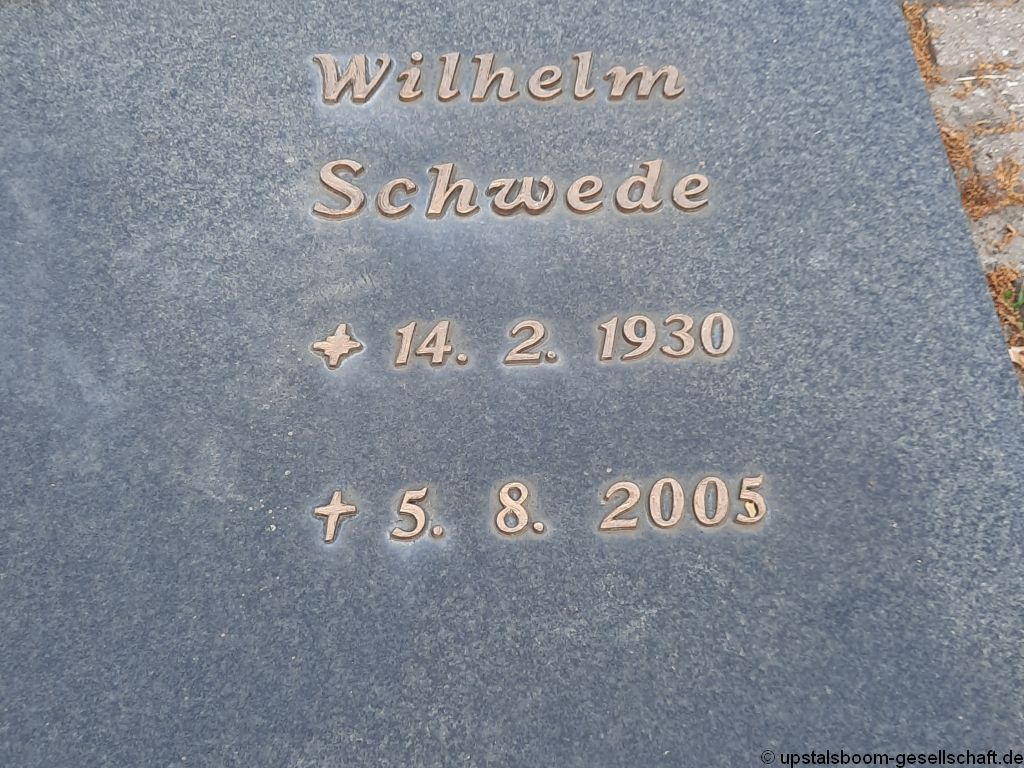 Wilhelm
Schwede
✦ 14. 2. 1930
✝ 5. 8. 2005
© upstalsboom-gesellschaft.de